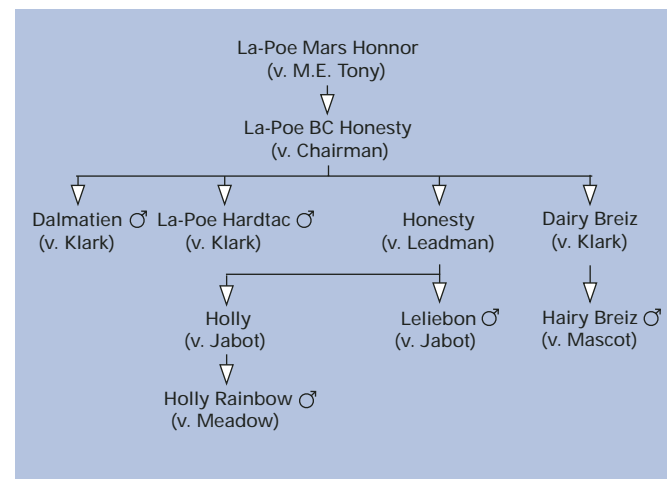 La-Poe Mars Honnor
(v. M.E. Tony)
La-Poe BC Honesty
(v. Chairman)
Dalmatien ♂
(v. Klark)
La-Poe Hardtac ♂
(v. Klark)
Honesty
(v. Leadman)
Dairy Breiz
(v. Klark)
Holly
(v. Jabot)
Leliebon ♂
(v. Jabot)
Hairy Breiz ♂
(v. Mascot)
Holly Rainbow ♂
(v. Meadow)